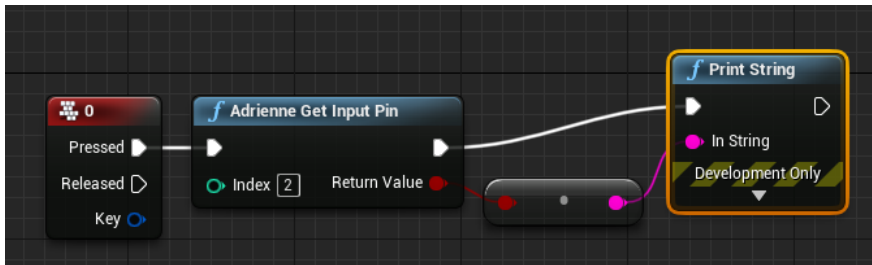 0
Pressed
Released
Key
Adrienne Get Input Pin
Index 2
Return Value
Print String
In String
Development Only